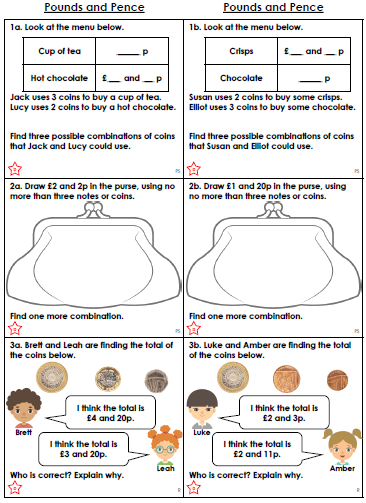 Pounds and Pence
Pounds and Pence
1a. Look at the menu below.
Cup of tea ____ p
Hot chocolate £__ and __ p
Jack uses 3 coins to buy a cup of tea.
Lucy uses 2 coins to buy a hot chocolate.
Find three possible combinations of coins
that Jack and Lucy could use.
PS
1b. Look at the menu below.
Crisps £__ and __ p
Chocolate ____ p
Susan uses 2 coins to buy some crisps.
Elliot uses 3 coins to buy some chocolate.
Find three possible combinations of coins
that Susan and Elliot could use.
PS
2a. Draw £2 and 2p in the purse, using no
more than three notes or coins.
Find one more combination.
PS
2b. Draw £1 and 20p in the purse, using
no more than three notes or coins.
Find one more combination.
PS
3a. Brett and Leah are finding the total of
the coins below.
I think the total is
£4 and 20p.
Brett
I think the total is
£3 and 20p.
Leah
Who is correct? Explain why.
R
3b. Luke and Amber are finding the total
of the coins below.
I think the total is
£2 and 3p.
Luke
I think the total is
£2 and 11p.
Amber
Who is correct? Explain why.
R